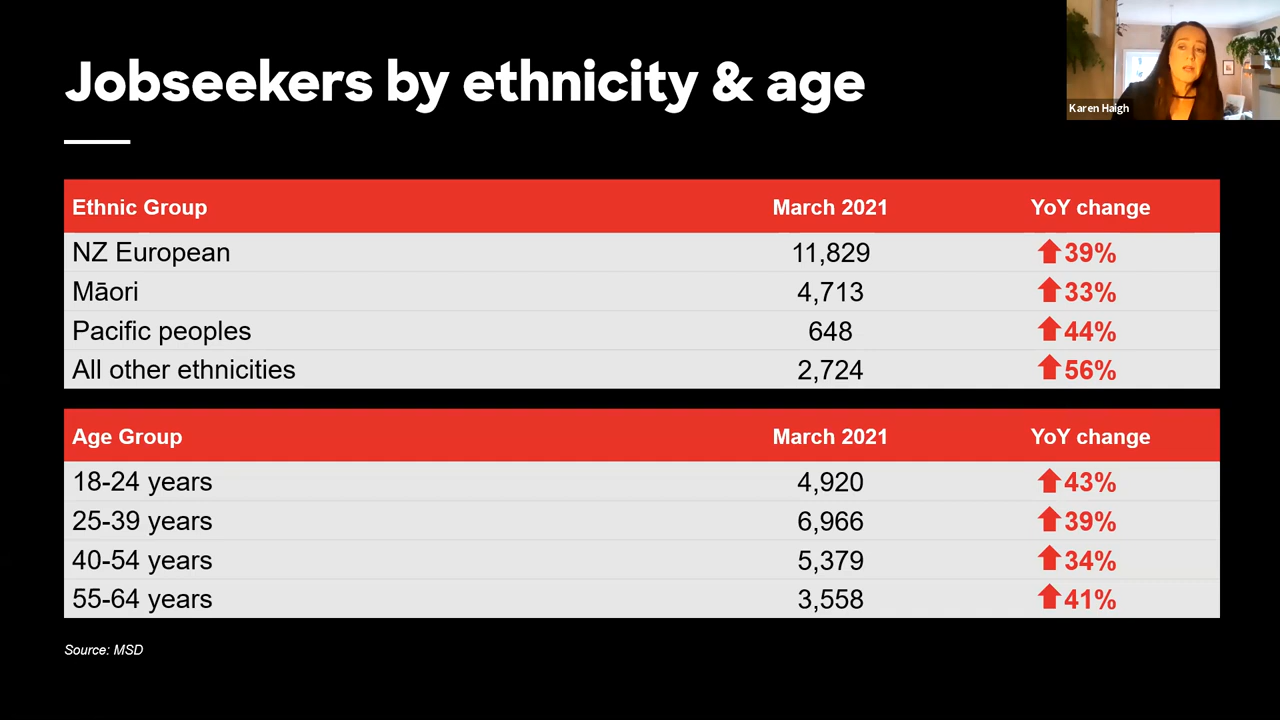 Jobseekers by ethnicity & age
Karen Haigh
Ethnic Group March 2021 YoY change
NZ European 11,829 39%
Māori 4,713 33%
Pacific peoples 648 44%
All other ethnicities 2,724 56%
Age Group March 2021 YoY change
18-24 years 4,920 43%
25-39 years 6,966 39%
40-54 years 5,379 34%
55-64 years 3,558 41%
Source: MSD